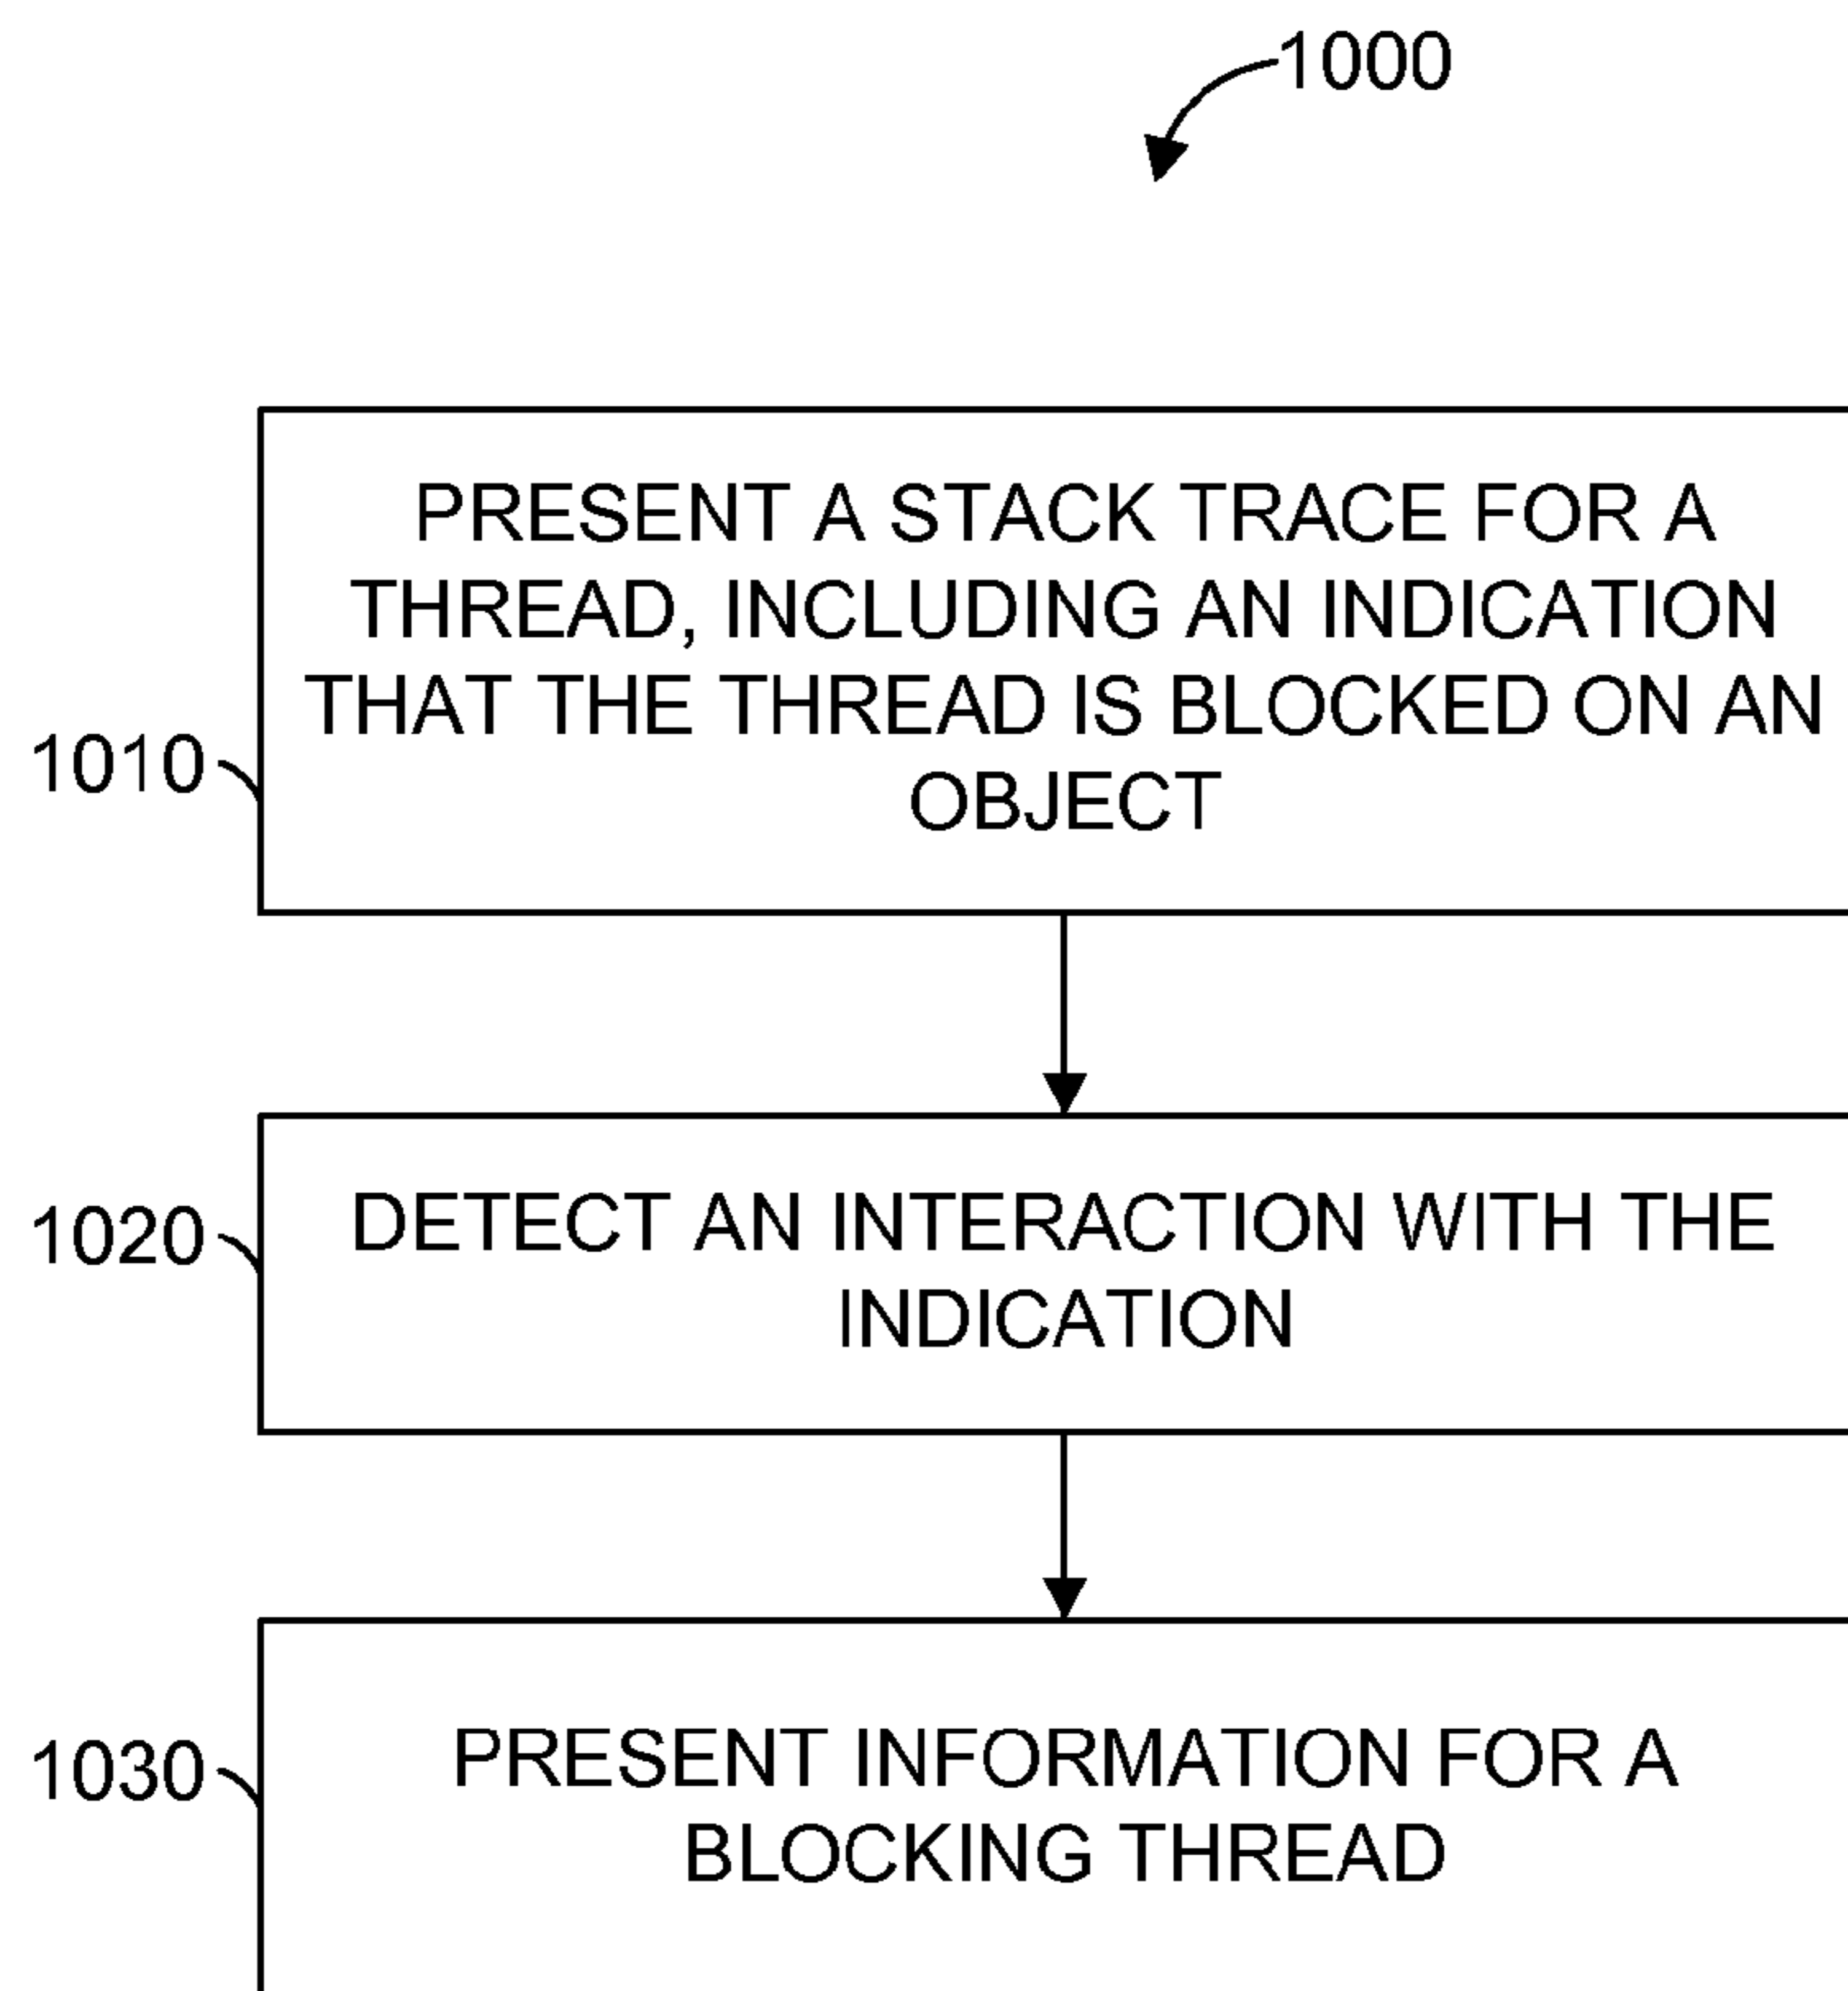 1000
PRESENT A STACK TRACE FOR A
THREAD, INCLUDING AN INDICATION
THAT THE THREAD IS BLOCKED ON AN
OBJECT
1010
DETECT AN INTERACTION WITH THE
INDICATION
1020
PRESENT INFORMATION FOR A
BLOCKING THREAD
1030